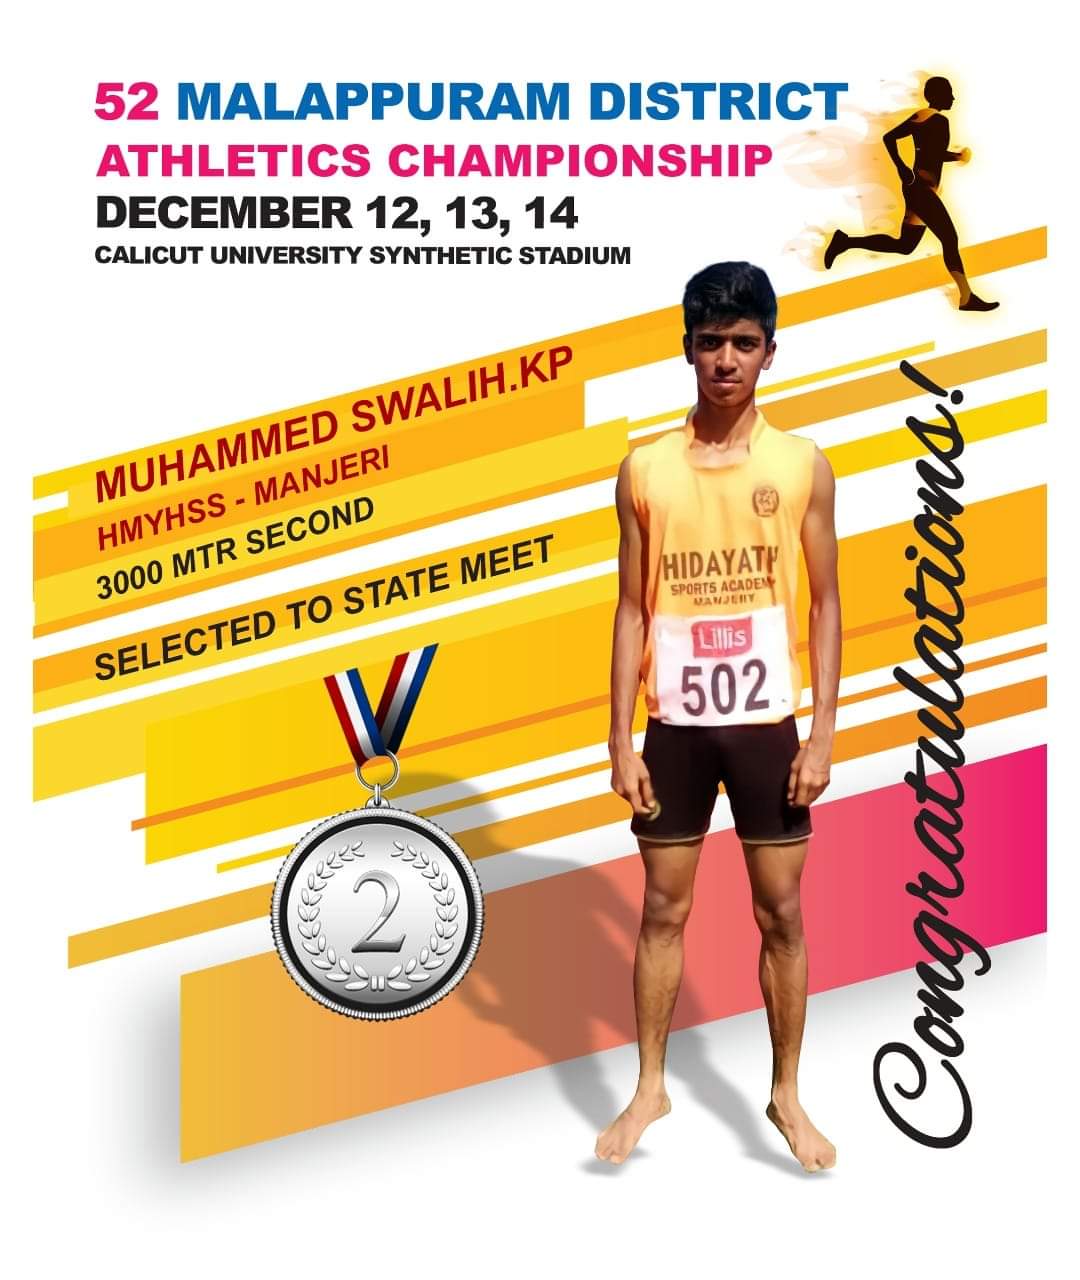 52 MALAPPURAM DISTRICT
ATHLETICS CHAMPIONSHIP
DECEMBER 12, 13, 14
CALICUT UNIVERSITY SYNTHETIC STADIUM
MUHAMMED SWALIH.KP
HMYHSS - MANJERI
3000 MTR SECOND
SELECTED TO STATE MEET
2
HIDAYATH
SPORTS ACADEMY
MANJERY
Lillis
502
Congratulations!